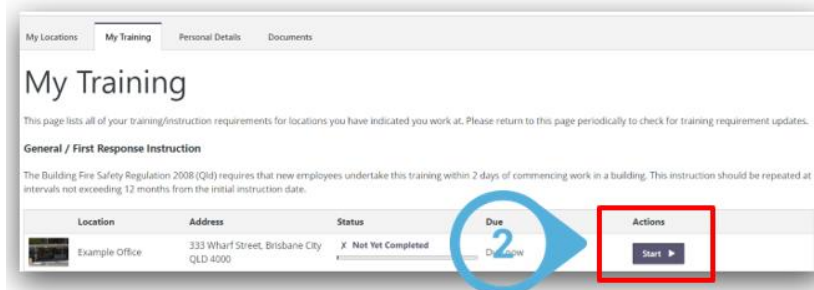 My Locations My Training Personal Details Documents
My Training
This page lists all of your training/instruction requirements for locations you have indicated you work at. Please return to this page periodically to check for training requirement updates.
General / First Response Instruction
The Building Fire Safety Regulation 2008 (Qld) requires that new employees undertake this training within 2 days of commencing work in a building. This instruction should be repeated at
intervals not exceeding 12 months from the initial instruction date.
Location Address Status Due Actions
Example Office 333 Wharf Street, Brisbane City X Not Yet Completed 2 now Start
QLD 4000